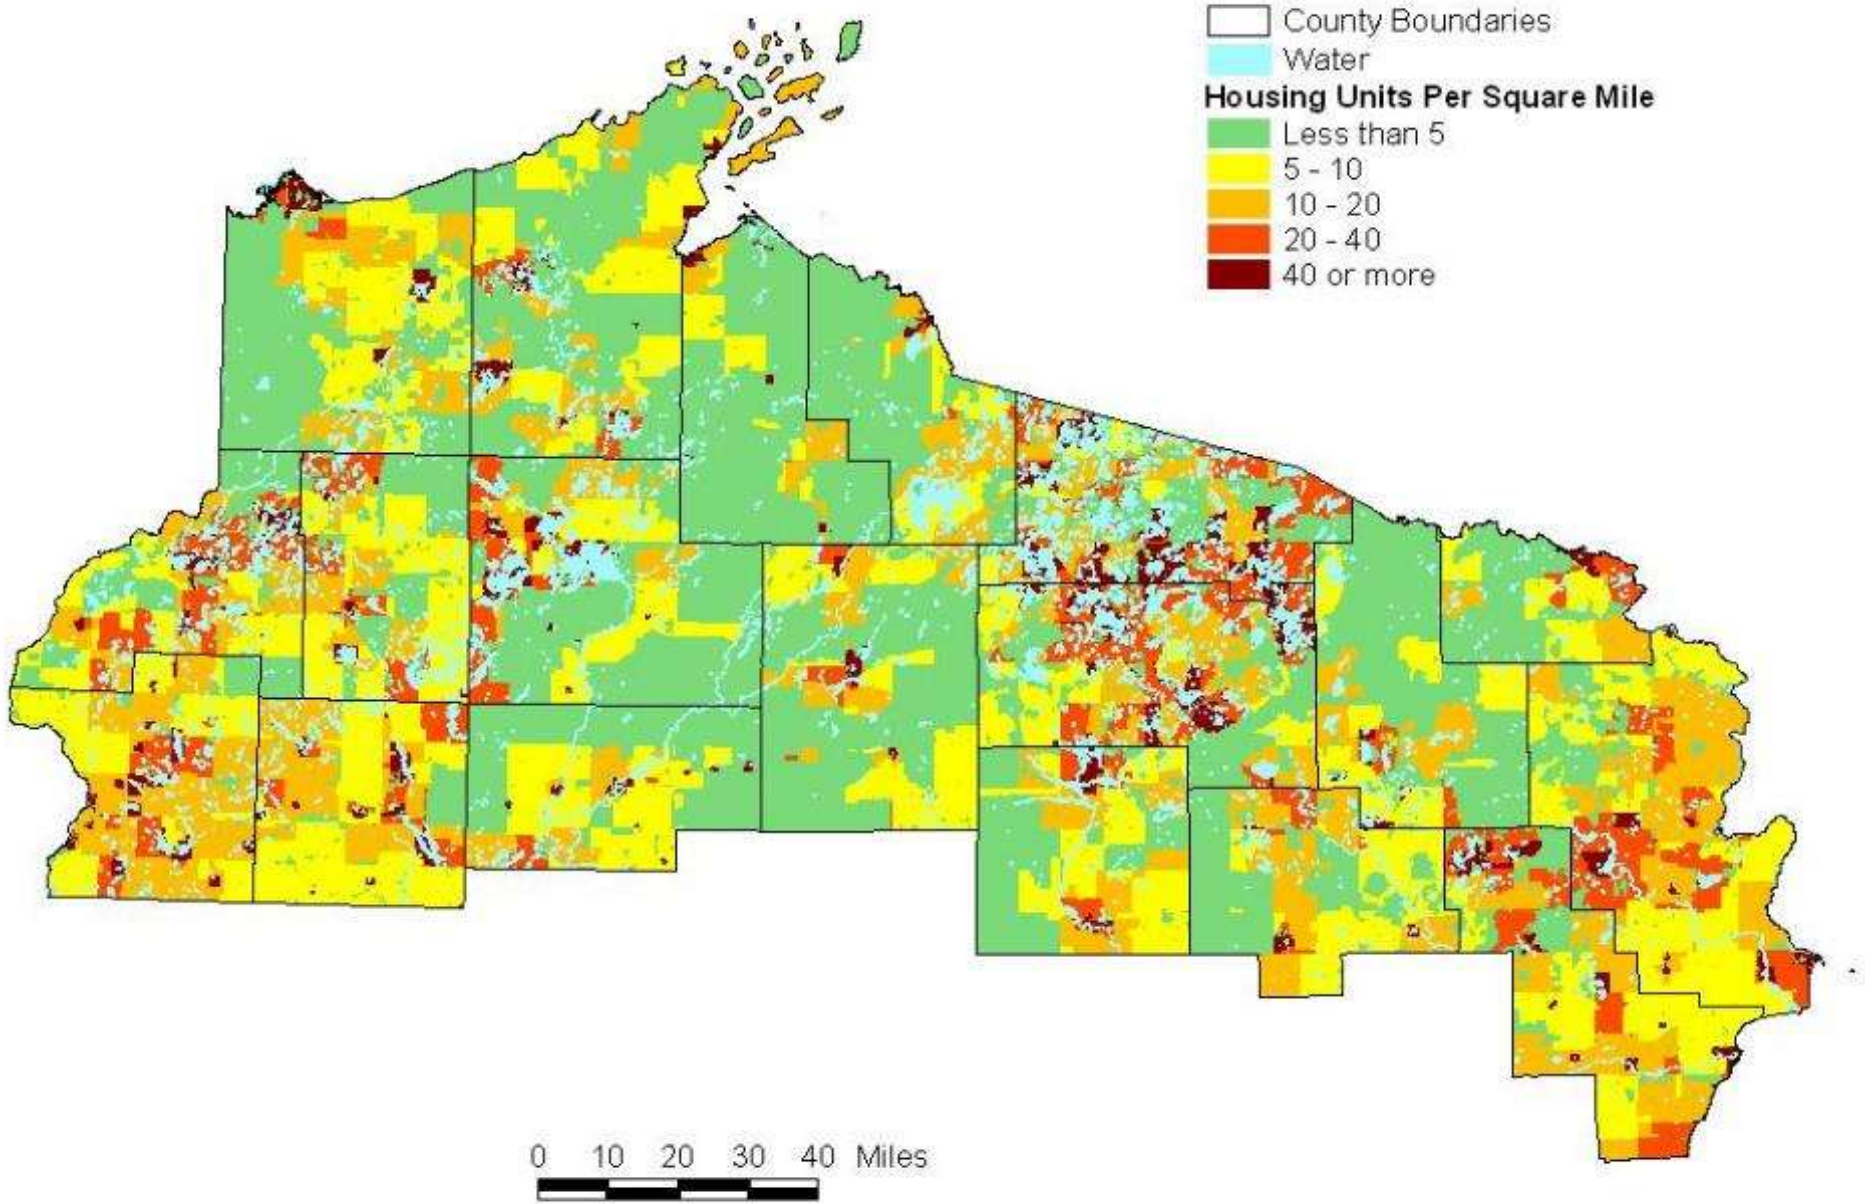 County Boundaries
Water
Housing Units Per Square Mile
Less than 5
5 - 10
10 - 20
20 - 40
40 or more
0 10 20 30 40 Miles